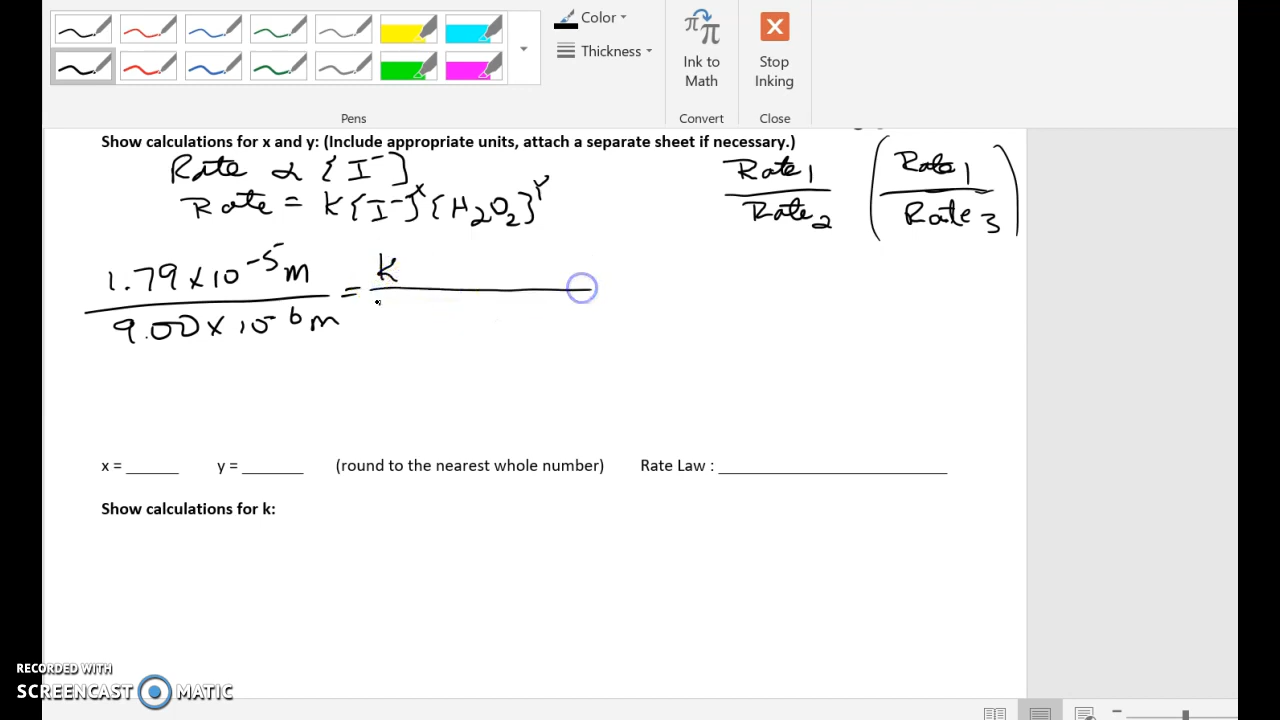 Color
Thickness
Ink to
Math
Stop
Inking
Pens
Convert
Close
Show calculations for x and y: (Include appropriate units, attach a separate sheet if necessary.)
Rate α {I⁻]
Rate = K{I⁻}ˣ{H₂O₂}ʸ
Rate 1
Rate 2
(Rate 1
Rate 3)
1.79 x 10⁻⁵ m
9.00 x 10⁻⁶ m
= K
x = ______ y = _______ (round to the nearest whole number) Rate Law : __________________________
Show calculations for k:
RECORDED WITH
SCREENCAST MATIC